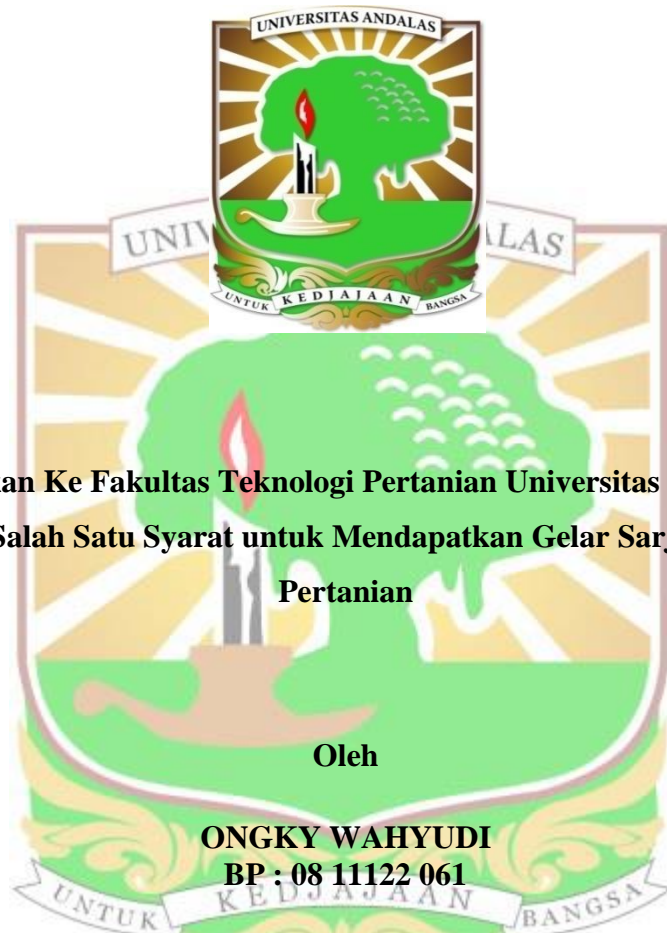 UNIVERSITAS ANDALAS
UNTUK KEDJAJAAN BANGSA
an Ke Fakultas Teknologi Pertanian Universitas
Salah Satu Syarat untuk Mendapatkan Gelar Sar
Pertanian
Oleh
ONGKY WAHYUDI
BP : 08 11122 061
UNTUK KEDJAJAAN BANGSA